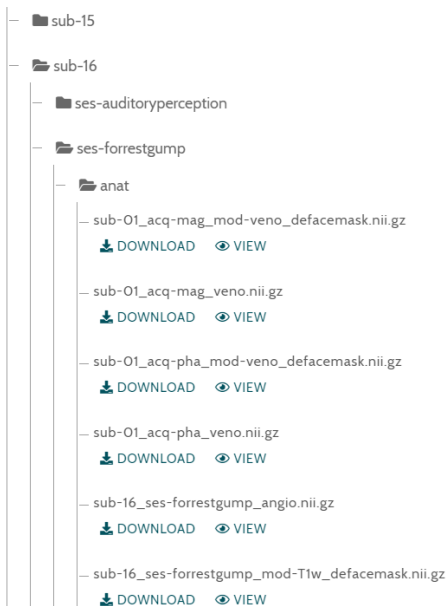 sub-15
sub-16
ses-auditoryperception
ses-forrestgump
anat
sub-01_acq-mag_mod-veno_defacemask.nii.gz
DOWNLOAD VIEW
sub-01_acq-mag_veno.nii.gz
DOWNLOAD VIEW
sub-01_acq-pha_mod-veno_defacemask.nii.gz
DOWNLOAD VIEW
sub-01_acq-pha_veno.nii.gz
DOWNLOAD VIEW
sub-16_ses-forrestgump_angio.nii.gz
DOWNLOAD VIEW
sub-16_ses-forrestgump_mod-T1w_defacemask.nii.gz
DOWNLOAD VIEW